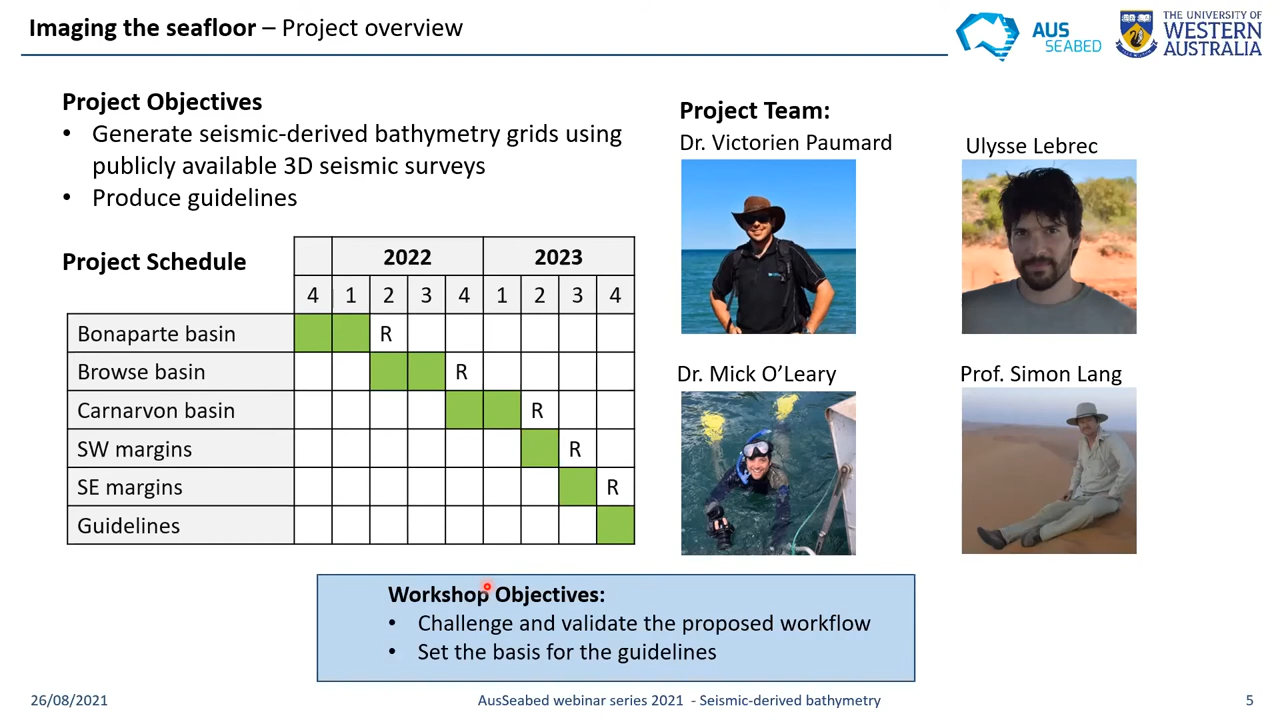 Imaging the seafloor – Project overview
AUS
SEABED
THE UNIVERSITY OF
WESTERN
AUSTRALIA
Project Objectives
• Generate seismic-derived bathymetry grids using
publicly available 3D seismic surveys
• Produce guidelines
Project Schedule
2022 2023
4 1 2 3 4 1 2 3 4
Bonaparte basin R
Browse basin R
Carnarvon basin R
SW margins R
SE margins R
Guidelines
Project Team:
Dr. Victorien Paumard
Ulysse Lebrec
Dr. Mick O’Leary
Prof. Simon Lang
Workshop Objectives:
• Challenge and validate the proposed workflow
• Set the basis for the guidelines
26/08/2021
AusSeabed webinar series 2021 - Seismic-derived bathymetry
5